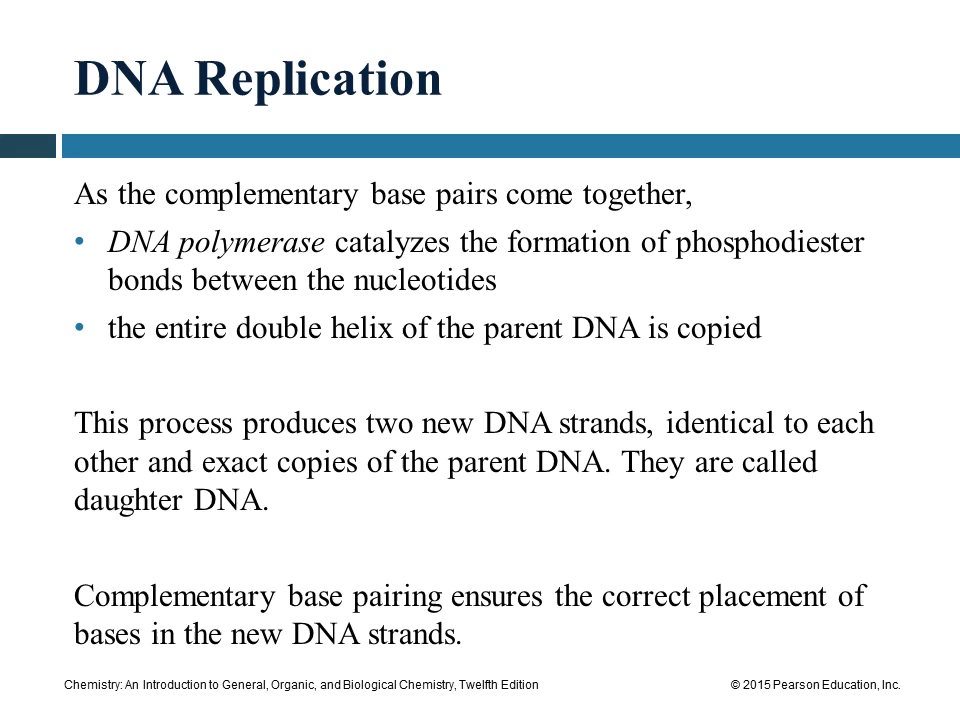 DNA Replication
As the complementary base pairs come together,
• DNA polymerase catalyzes the formation of phosphodiester
bonds between the nucleotides
• the entire double helix of the parent DNA is copied
This process produces two new DNA strands, identical to each
other and exact copies of the parent DNA. They are called
daughter DNA.
Complementary base pairing ensures the correct placement of
bases in the new DNA strands.
Chemistry: An Introduction to General, Organic, and Biological Chemistry, Twelfth Edition
© 2015 Pearson Education, Inc.